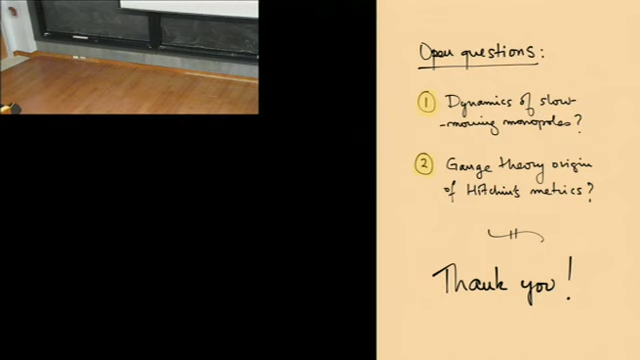 Open questions:
1 Dynamics of slow
-moving monopoles?
2 Gauge theory origin
of Hitchin's metrics?
Thank you!